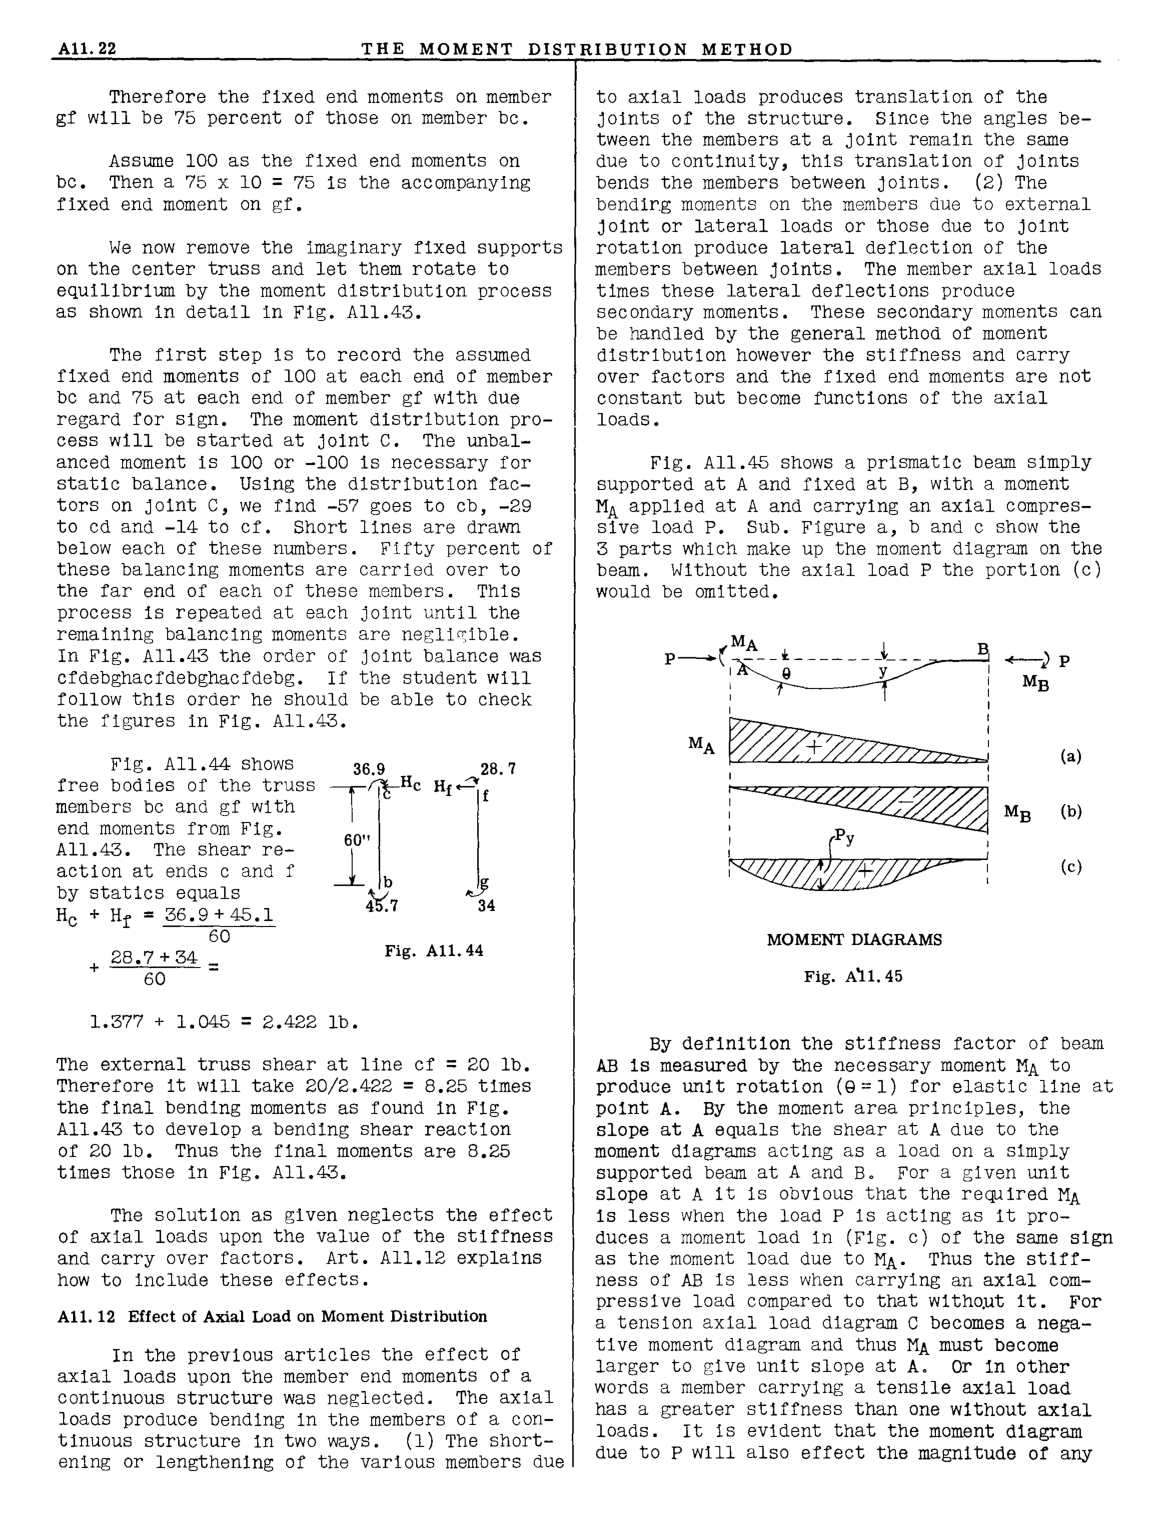 A11.22
THE MOMENT DISTRIBUTION METHOD
Therefore the fixed end moments on member
gf will be 75 percent of those on member bc.
Assume 100 as the fixed end moments on
bc. Then a 75 x 10 = 75 is the accompanying
fixed end moment on gf.
We now remove the imaginary fixed supports
on the center truss and let them rotate to
equilibrium by the moment distribution process
as shown in detail in Fig. A11.43.
The first step is to record the assumed
fixed end moments of 100 at each end of member
bc and 75 at each end of member gf with due
regard for sign. The moment distribution pro-
cess will be started at joint C. The unbal-
anced moment is 100 or -100 is necessary for
static balance. Using the distribution fac-
tors on joint C, we find -57 goes to cb, -29
to cd and -14 to cf. Short lines are drawn
below each of these numbers. Fifty percent of
these balancing moments are carried over to
the far end of each of these members. This
process is repeated at each joint until the
remaining balancing moments are negligible.
In Fig. A11.43 the order of joint balance was
cfdebghacfdebghacfdebg. If the student will
follow this order he should be able to check
the figures in Fig. A11.43.
Fig. A11.44 shows
free bodies of the truss
members bc and gf with
end moments from Fig.
A11.43. The shear re-
action at ends c and f
by statics equals
Hc + Hf = 36.9 + 45.1
60
+ 28.7 + 34 =
60
36.9
28.7
Hc
Hf
c
f
60"
b
g
45.7
34
Fig. A11.44
1.377 + 1.045 = 2.422 lb.
The external truss shear at line cf = 20 lb.
Therefore it will take 20/2.422 = 8.25 times
the final bending moments as found in Fig.
A11.43 to develop a bending shear reaction
of 20 lb. Thus the final moments are 8.25
times those in Fig. A11.43.
The solution as given neglects the effect
of axial loads upon the value of the stiffness
and carry over factors. Art. A11.12 explains
how to include these effects.
A11.12 Effect of Axial Load on Moment Distribution
In the previous articles the effect of
axial loads upon the member end moments of a
continuous structure was neglected. The axial
loads produce bending in the members of a con-
tinuous structure in two ways. (1) The short-
ening or lengthening of the various members due
to axial loads produces translation of the
joints of the structure. Since the angles be-
tween the members at a joint remain the same
due to continuity, this translation of joints
bends the members between joints. (2) The
bending moments on the members due to external
joint or lateral loads or those due to joint
rotation produce lateral deflection of the
members between joints. The member axial loads
times these lateral deflections produce
secondary moments. These secondary moments can
be handled by the general method of moment
distribution however the stiffness and carry
over factors and the fixed end moments are not
constant but become functions of the axial
loads.
Fig. A11.45 shows a prismatic beam simply
supported at A and fixed at B, with a moment
MA applied at A and carrying an axial compres-
sive load P. Sub. Figure a, b and c show the
3 parts which make up the moment diagram on the
beam. Without the axial load P the portion (c)
would be omitted.
MA
B
P
A
θ
y
P
MB
MA
+
(a)
-
MB
(b)
Py
+
(c)
MOMENT DIAGRAMS
Fig. A11.45
By definition the stiffness factor of beam
AB is measured by the necessary moment MA to
produce unit rotation (θ = 1) for elastic line at
point A. By the moment area principles, the
slope at A equals the shear at A due to the
moment diagrams acting as a load on a simply
supported beam at A and B. For a given unit
slope at A it is obvious that the required MA
is less when the load P is acting as it pro-
duces a moment load in (Fig. c) of the same sign
as the moment load due to MA. Thus the stiff-
ness of AB is less when carrying an axial com-
pressive load compared to that without it. For
a tension axial load diagram C becomes a nega-
tive moment diagram and thus MA must become
larger to give unit slope at A. Or in other
words a member carrying a tensile axial load
has a greater stiffness than one without axial
loads. It is evident that the moment diagram
due to P will also effect the magnitude of any